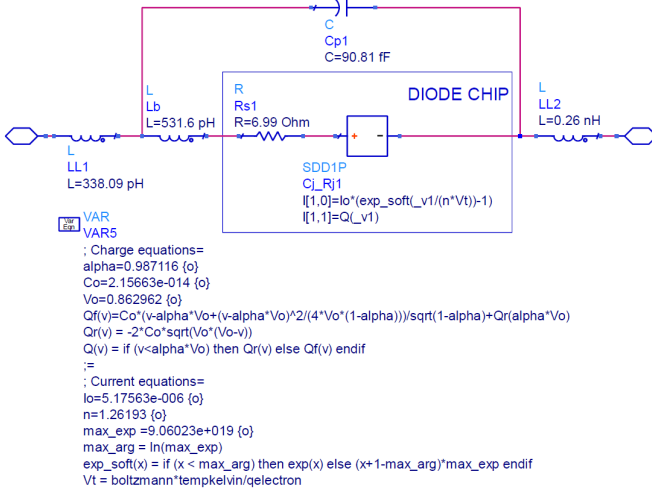 C
Cp1
C=90.81 fF
L
Lb
L=531.6 pH
R
Rs1
R=6.99 Ohm
DIODE CHIP
L
LL2
L=0.26 nH
L
LL1
L=338.09 pH
SDD1P
Cj_Rj1
I[1,0]=Io*(exp_soft(_v1/(n*Vt))-1)
I[1,1]=Q(_v1)
Var
Eqn
VAR
VAR5
; Charge equations=
alpha=0.987116 {o}
Co=2.15663e-014 {o}
Vo=0.862962 {o}
Qf(v)=Co*(v-alpha*Vo+(v-alpha*Vo)^2/(4*Vo*(1-alpha)))/sqrt(1-alpha)+Qr(alpha*Vo)
Qr(v) = -2*Co*sqrt(Vo*(Vo-v))
Q(v) = if (v<alpha*Vo) then Qr(v) else Qf(v) endif
;=
; Current equations=
Io=5.17563e-006 {o}
n=1.26193 {o}
max_exp =9.06023e+019 {o}
max_arg = ln(max_exp)
exp_soft(x) = if (x < max_arg) then exp(x) else (x+1-max_arg)*max_exp endif
Vt = boltzmann*tempkelvin/qelectron